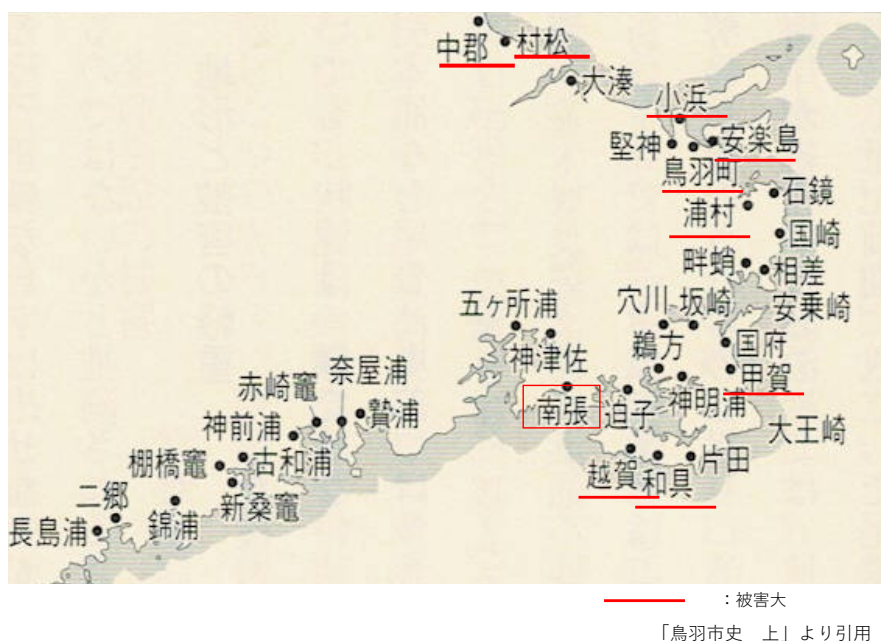 中郡
村松
大湊
小浜
堅神
安楽島
鳥羽町
石鏡
浦村
国崎
畔蛸
相差
安乗崎
五ヶ所浦
穴川
坂崎
神津佐
鵜方
国府
甲賀
奈屋浦
赤崎竈
贄浦
南張
迫子
神明浦
大王崎
神前浦
古和浦
棚橋竈
新桑竈
越賀
和具
片田
二郷
錦浦
長島浦
：被害大
「鳥羽市史　上」より引用